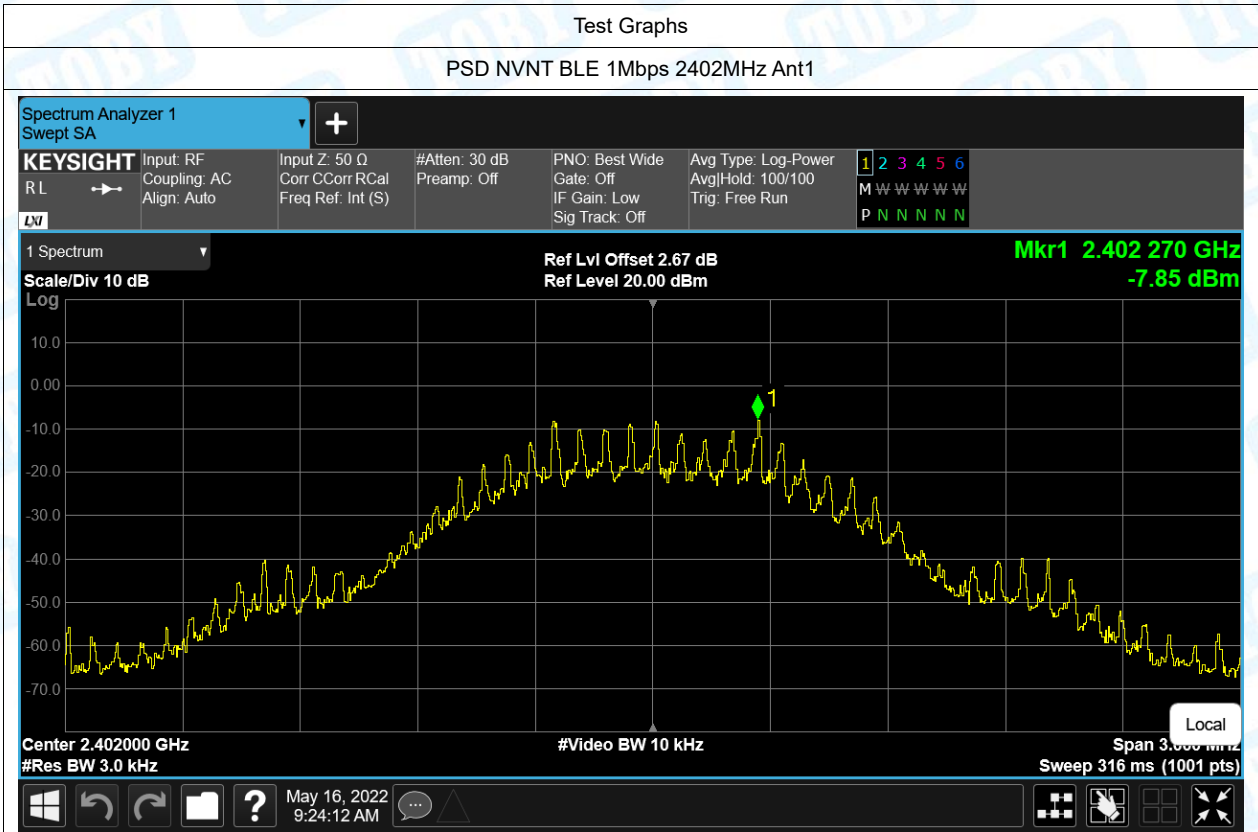 Test Graphs
PSD NVNT BLE 1Mbps 2402MHz Ant1
Spectrum Analyzer 1
Swept SA
KEYSIGHT
R L
LXI
Input: RF
Coupling: AC
Align: Auto
Input Z: 50 Ω
Corr CCorr RCal
Freq Ref: Int (S)
#Atten: 30 dB
Preamp: Off
PNO: Best Wide
Gate: Off
IF Gain: Low
Sig Track: Off
Avg Type: Log-Power
Avg|Hold: 100/100
Trig: Free Run
1 2 3 4 5 6
M W W W W W
P N N N N N
1 Spectrum
Scale/Div 10 dB
Ref Lvl Offset 2.67 dB
Ref Level 20.00 dBm
Mkr1 2.402 270 GHz
-7.85 dBm
Log
10.0
0.00
-10.0
-20.0
-30.0
-40.0
-50.0
-60.0
-70.0
1
Local
Center 2.402000 GHz
#Video BW 10 kHz
Span
#Res BW 3.0 kHz
Sweep 316 ms (1001 pts)
?
May 16, 2022
9:24:12 AM
TOBY